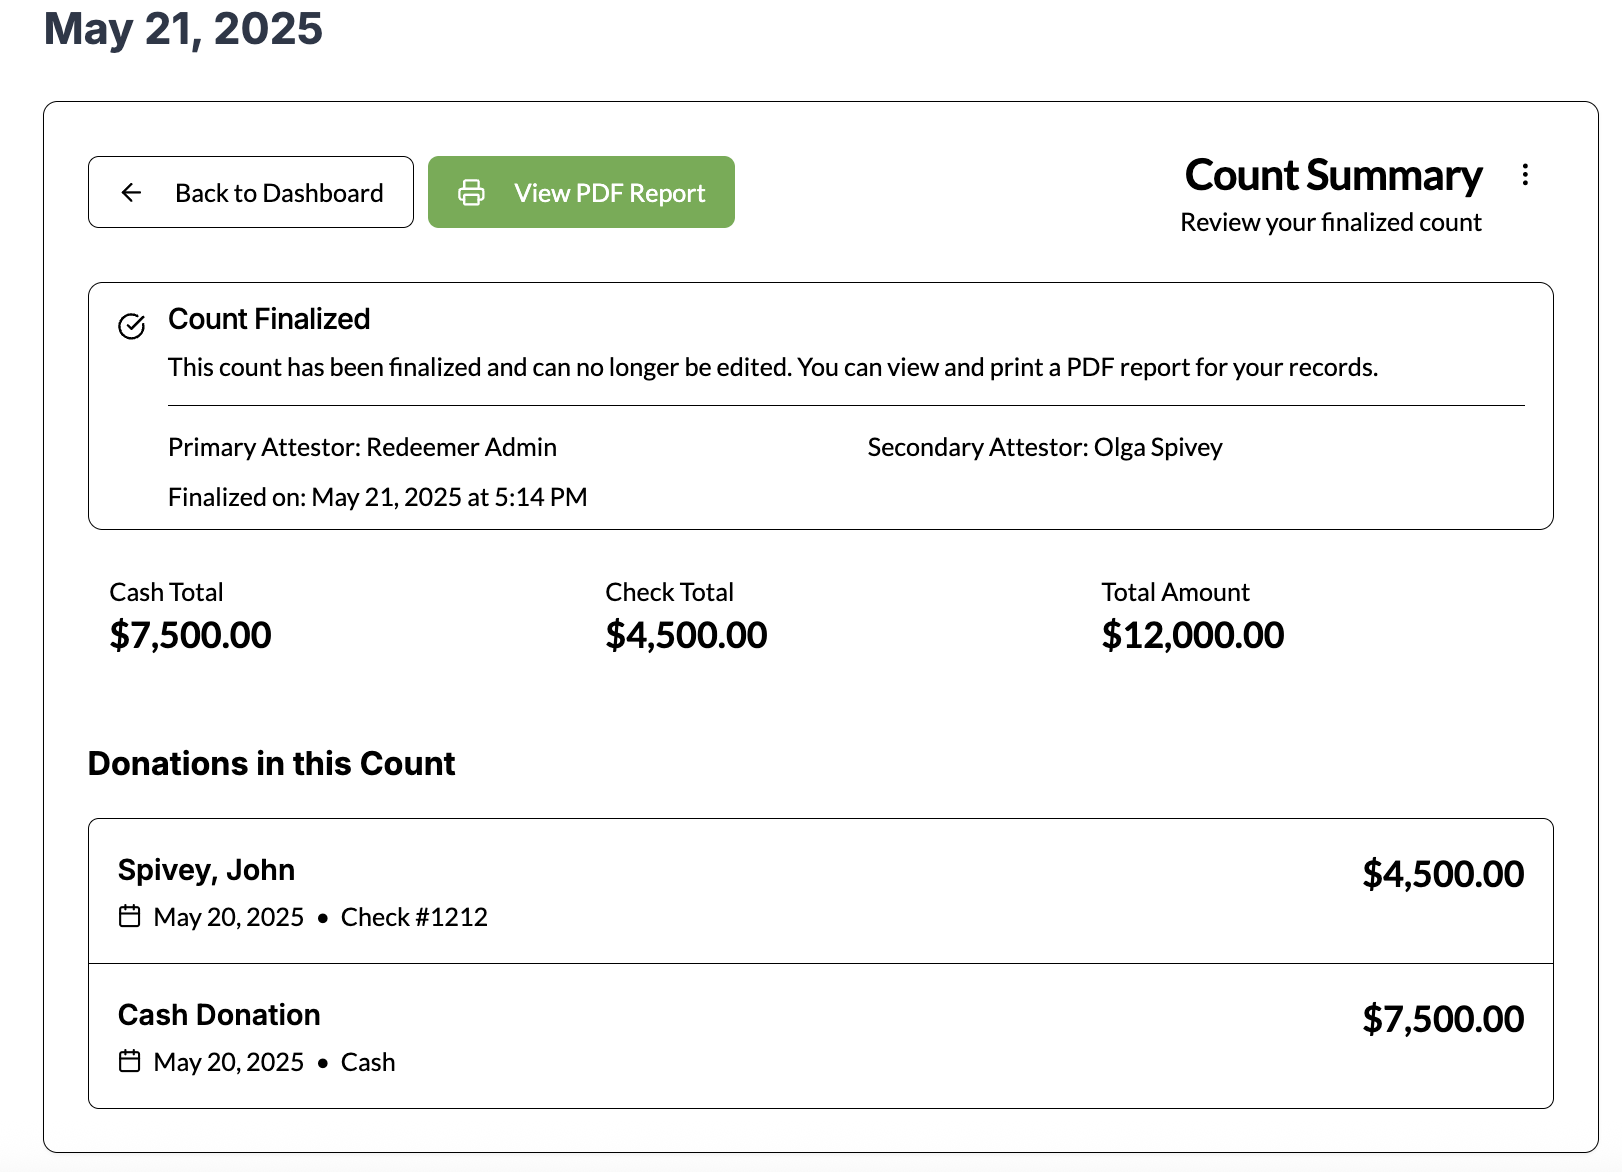 May 21, 2025
Back to Dashboard
View PDF Report
Count Summary
Review your finalized count
Count Finalized
This count has been finalized and can no longer be edited. You can view and print a PDF report for your records.
Primary Attestor: Redeemer Admin
Secondary Attestor: Olga Spivey
Finalized on: May 21, 2025 at 5:14 PM
Cash Total
$7,500.00
Check Total
$4,500.00
Total Amount
$12,000.00
Donations in this Count
Spivey, John
$4,500.00
May 20, 2025 • Check #1212
Cash Donation
$7,500.00
May 20, 2025 • Cash